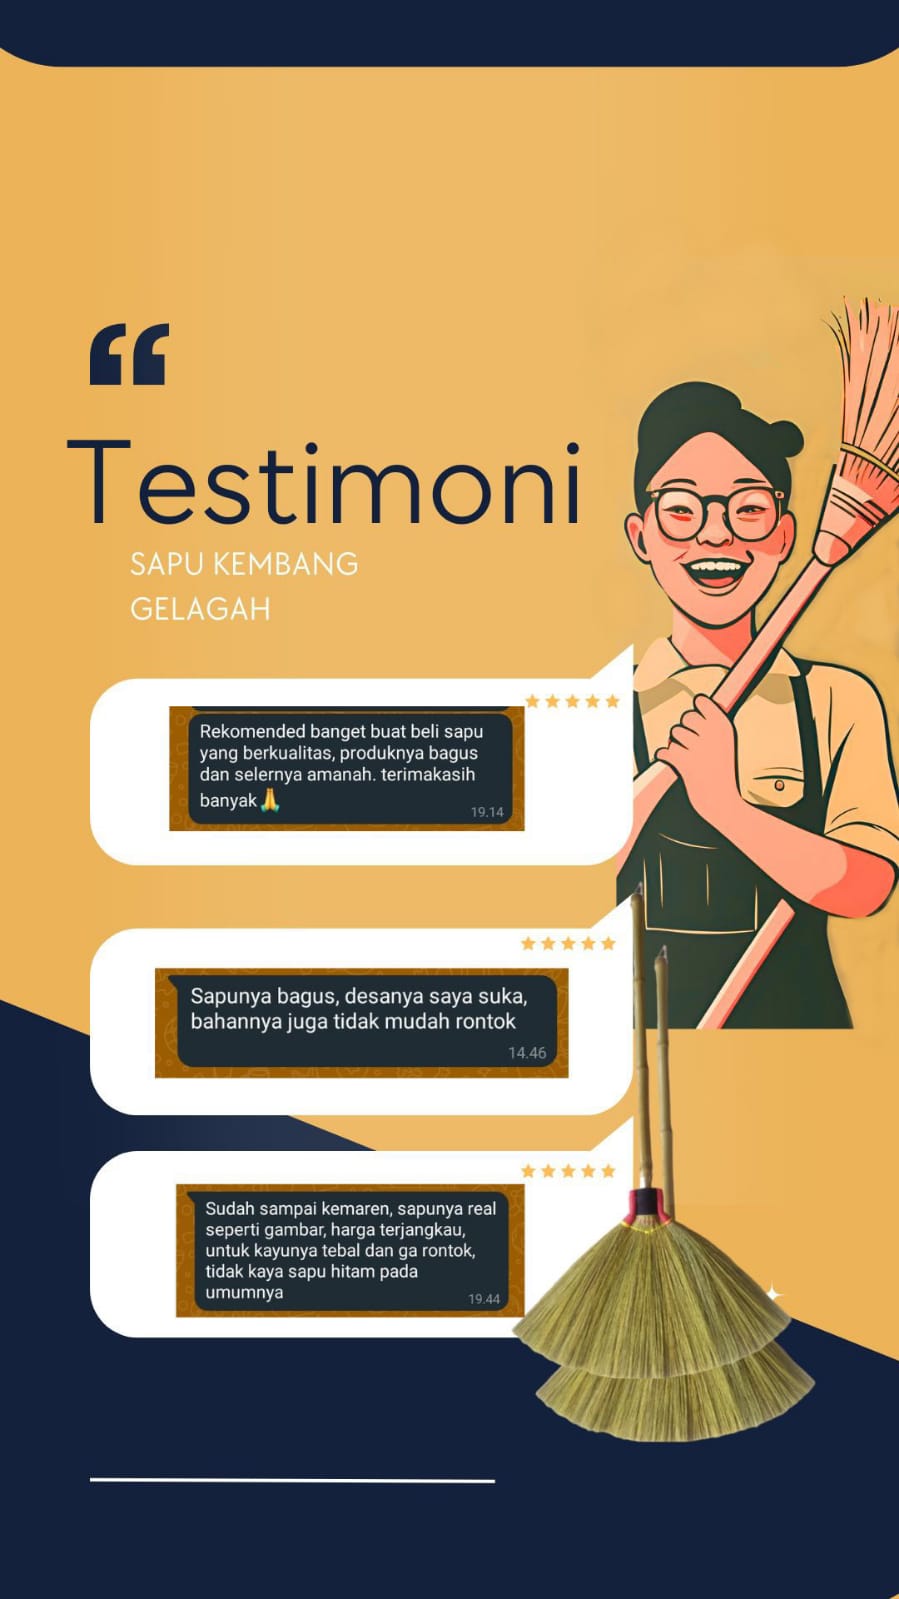 “
Testimoni
SAPU KEMBANG
GELAGAH
Rekomended banget buat beli sapu
yang berkualitas, produknya bagus
dan selernya amanah. terimakasih
banyak🙏
19.14
Sapunya bagus, desanya saya suka,
bahannya juga tidak mudah rontok
14.46
Sudah sampai kemaren, sapunya real
seperti gambar, harga terjangkau,
untuk kayunya tebal dan ga rontok,
tidak kaya sapu hitam pada
umumnya
19.44